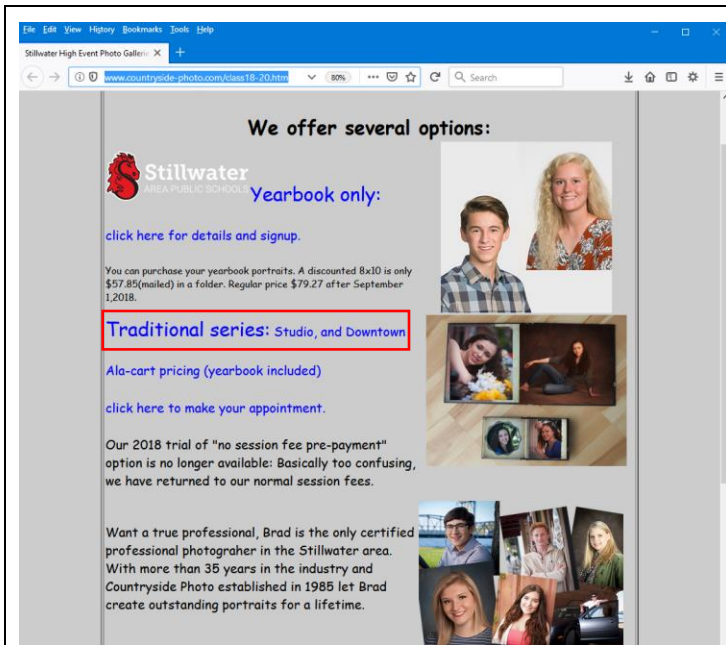 File Edit View History Bookmarks Tools Help
Stillwater High Event Photo Galleri
www.countryside-photo.com/class18-20.htm
80%
Search
We offer several options:
Stillwater
AREA PUBLIC SCHOOLS
Yearbook only:
click here for details and signup.
You can purchase your yearbook portraits. A discounted 8x10 is only
$57.85(mailed) in a folder. Regular price $79.27 after September
1,2018.
Traditional series: Studio, and Downtown
Ala-cart pricing (yearbook included)
click here to make your appointment.
Our 2018 trial of "no session fee pre-payment"
option is no longer available: Basically too confusing,
we have returned to our normal session fees.
Want a true professional, Brad is the only certified
professional photograher in the Stillwater area.
With more than 35 years in the industry and
Countryside Photo established in 1985 let Brad
create outstanding portraits for a lifetime.